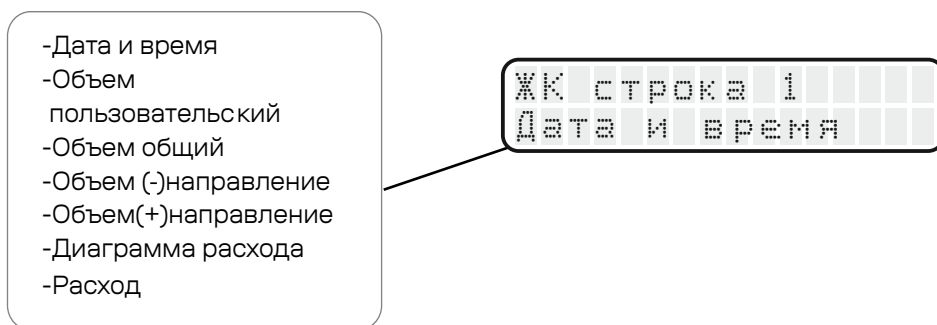 -Дата и время
-Объем
пользовательский
-Объем общий
-Объем (-)направление
-Объем(+)направление
-Диаграмма расхода
-Расход
ЖК строка 1
Дата и время